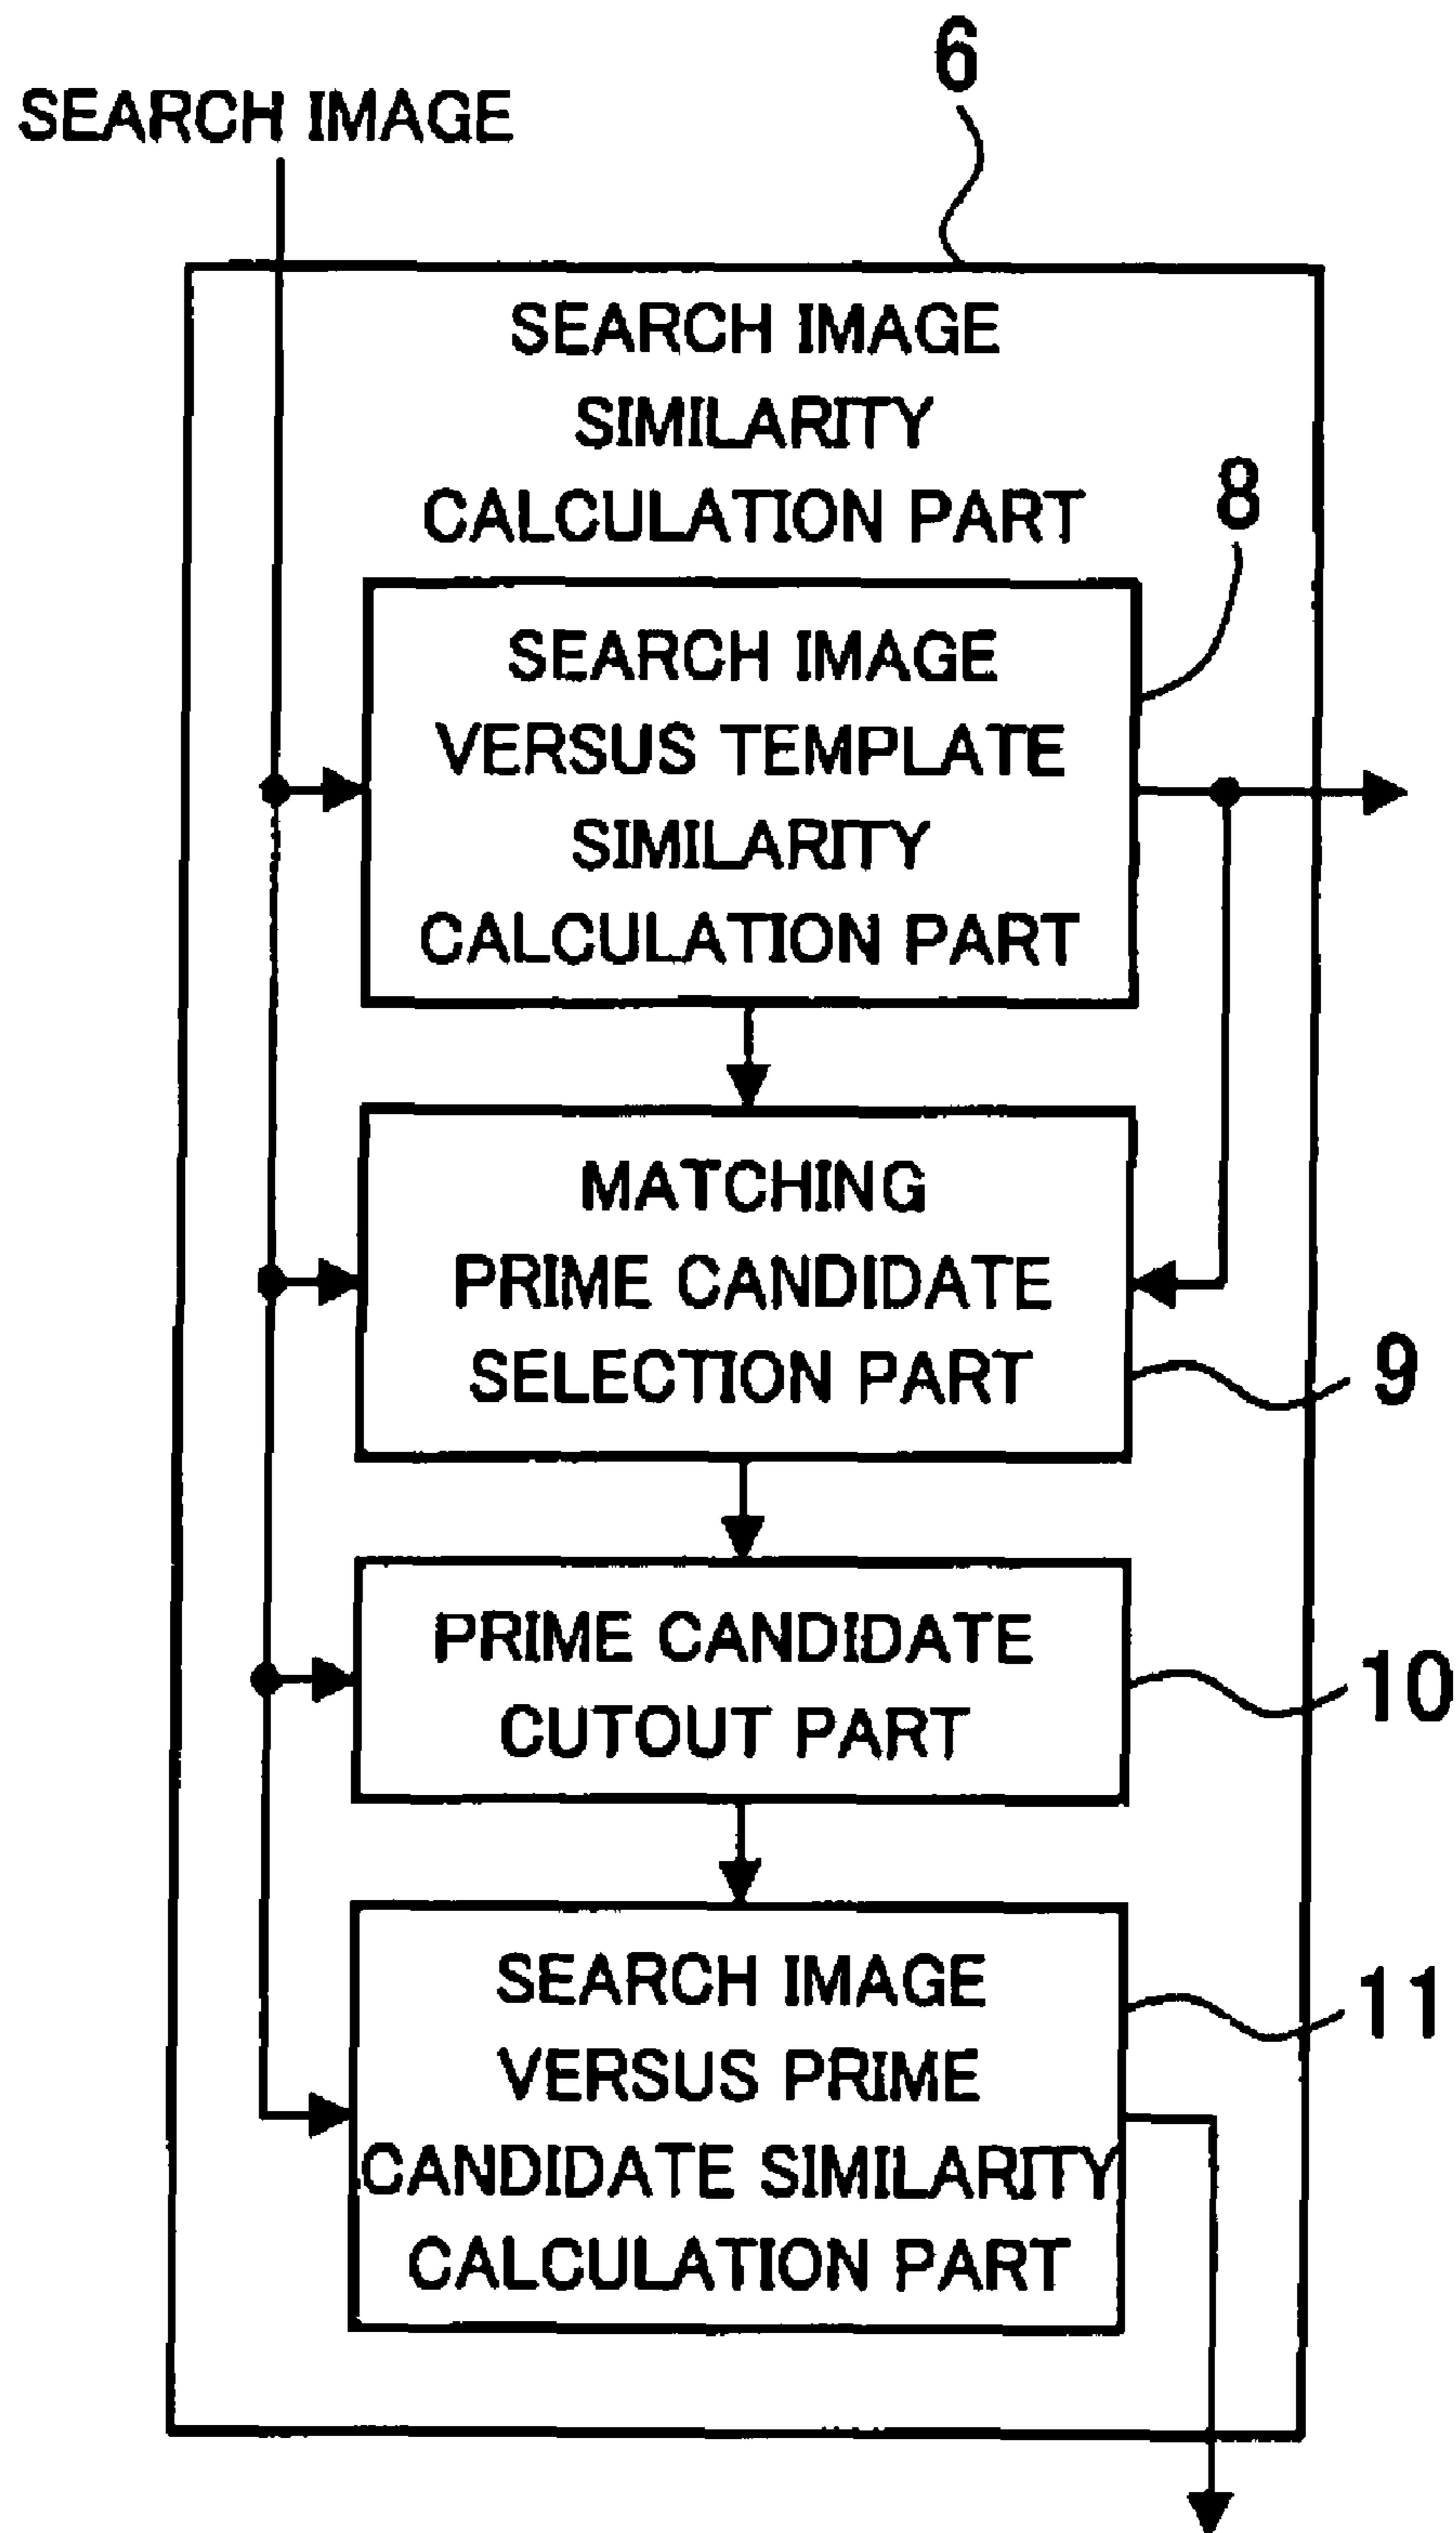 6
SEARCH IMAGE
SEARCH IMAGE
SIMILARITY
CALCULATION PART
8
SEARCH IMAGE
VERSUS TEMPLATE
SIMILARITY
CALCULATION PART
MATCHING
PRIME CANDIDATE
SELECTION PART
9
PRIME CANDIDATE
CUTOUT PART
10
SEARCH IMAGE
VERSUS PRIME
CANDIDATE SIMILARITY
CALCULATION PART
11